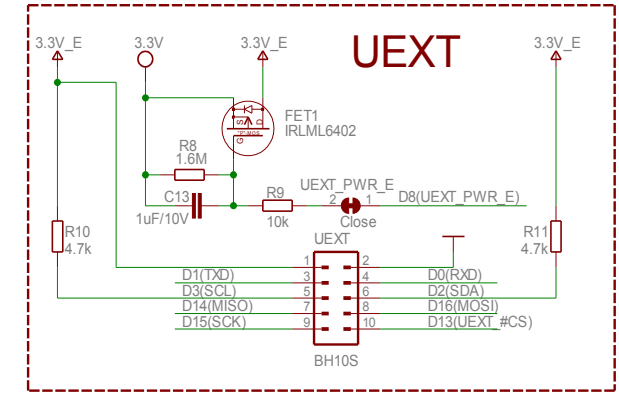 3.3V_E 3.3V 3.3V_E UEXT 3.3V_E
FET1
IRLML6402
S D
"P"-MOS
G
R8
1.6M
C13
1uF/10V
R9
10k
UEXT_PWR_E
2 1
Close
D8(UEXT_PWR_E)
R10
4.7k
R11
4.7k
UEXT
1 2
D1(TXD) 3 4 D0(RXD)
D3(SCL) 5 6 D2(SDA)
D14(MISO) 7 8 D16(MOSI)
D15(SCK) 9 10 D13(UEXT_#CS)
BH10S